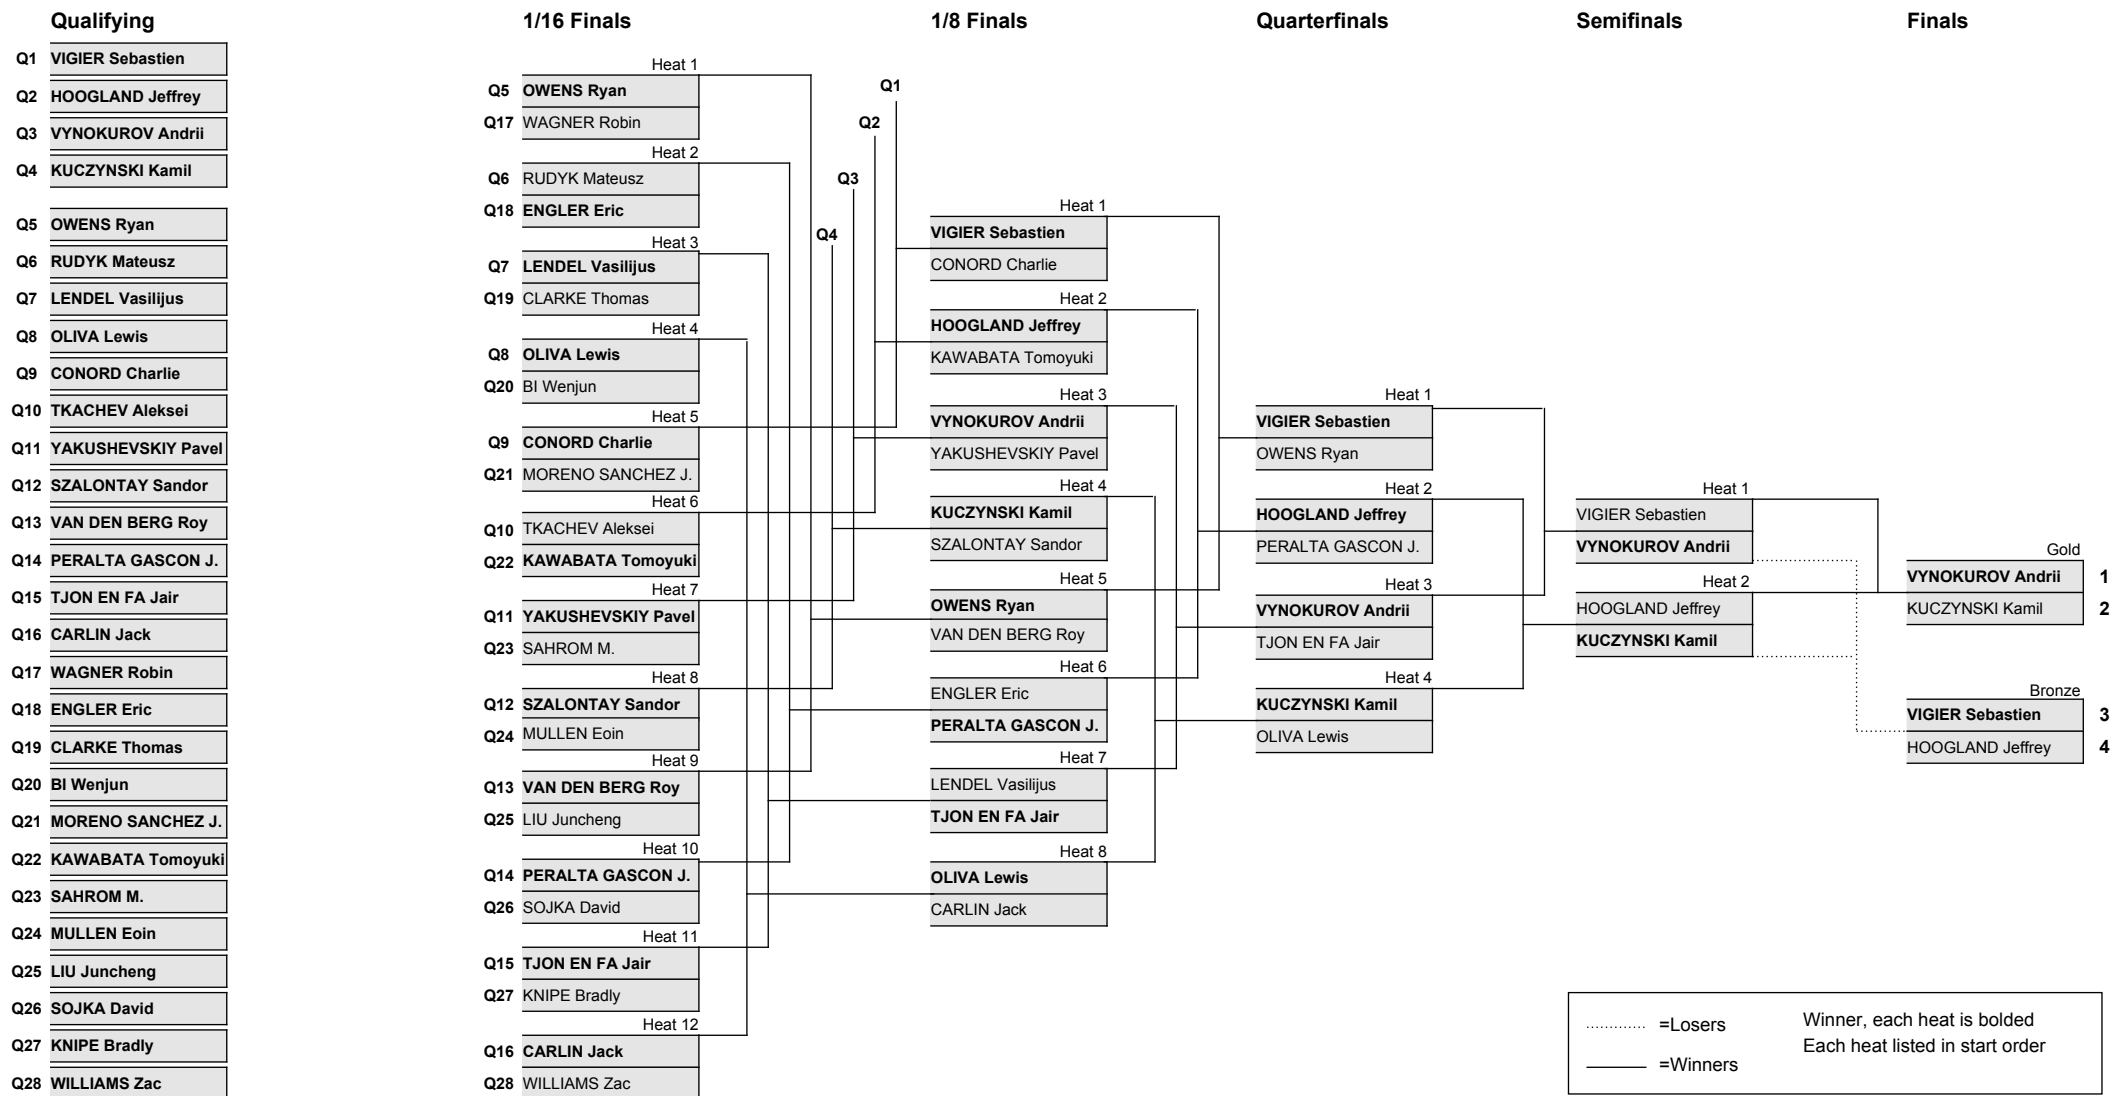 Qualifying
Q1 VIGIER Sebastien
Q2 HOOGLAND Jeffrey
Q3 VYNOKUROV Andrii
Q4 KUCZYNSKI Kamil
Q5 OWENS Ryan
Q6 RUDYK Mateusz
Q7 LENDEL Vasilijus
Q8 OLIVA Lewis
Q9 CONORD Charlie
Q10 TKACHEV Aleksei
Q11 YAKUSHEVSKIY Pavel
Q12 SZALONTAY Sandor
Q13 VAN DEN BERG Roy
Q14 PERALTA GASCON J.
Q15 TJON EN FA Jair
Q16 CARLIN Jack
Q17 WAGNER Robin
Q18 ENGLER Eric
Q19 CLARKE Thomas
Q20 BI Wenjun
Q21 MORENO SANCHEZ J.
Q22 KAWABATA Tomoyuki
Q23 SAHROM M.
Q24 MULLEN Eoin
Q25 LIU Juncheng
Q26 SOJKA David
Q27 KNIPE Bradly
Q28 WILLIAMS Zac
1/16 Finals
Heat 1
Q5 OWENS Ryan
Q17 WAGNER Robin
Heat 2
Q6 RUDYK Mateusz
Q18 ENGLER Eric
Heat 3
Q7 LENDEL Vasilijus
Q19 CLARKE Thomas
Heat 4
Q8 OLIVA Lewis
Q20 BI Wenjun
Heat 5
Q9 CONORD Charlie
Q21 MORENO SANCHEZ J.
Heat 6
Q10 TKACHEV Aleksei
Q22 KAWABATA Tomoyuki
Heat 7
Q11 YAKUSHEVSKIY Pavel
Q23 SAHROM M.
Heat 8
Q12 SZALONTAY Sandor
Q24 MULLEN Eoin
Heat 9
Q13 VAN DEN BERG Roy
Q25 LIU Juncheng
Heat 10
Q14 PERALTA GASCON J.
Q26 SOJKA David
Heat 11
Q15 TJON EN FA Jair
Q27 KNIPE Bradly
Heat 12
Q16 CARLIN Jack
Q28 WILLIAMS Zac
1/8 Finals
Q1
Q2
Q3
Q4
Heat 1
VIGIER Sebastien
CONORD Charlie
Heat 2
HOOGLAND Jeffrey
KAWABATA Tomoyuki
Heat 3
VYNOKUROV Andrii
YAKUSHEVSKIY Pavel
Heat 4
KUCZYNSKI Kamil
SZALONTAY Sandor
Heat 5
OWENS Ryan
VAN DEN BERG Roy
Heat 6
ENGLER Eric
PERALTA GASCON J.
Heat 7
LENDEL Vasilijus
TJON EN FA Jair
Heat 8
OLIVA Lewis
CARLIN Jack
Quarterfinals
Heat 1
VIGIER Sebastien
OWENS Ryan
Heat 2
HOOGLAND Jeffrey
PERALTA GASCON J.
Heat 3
VYNOKUROV Andrii
TJON EN FA Jair
Heat 4
KUCZYNSKI Kamil
OLIVA Lewis
Semifinals
Heat 1
VIGIER Sebastien
VYNOKUROV Andrii
Heat 2
HOOGLAND Jeffrey
KUCZYNSKI Kamil
Finals
Gold
VYNOKUROV Andrii 1
KUCZYNSKI Kamil 2
Bronze
VIGIER Sebastien 3
HOOGLAND Jeffrey 4
=Losers
=Winners
Winner, each heat is bolded
Each heat listed in start order